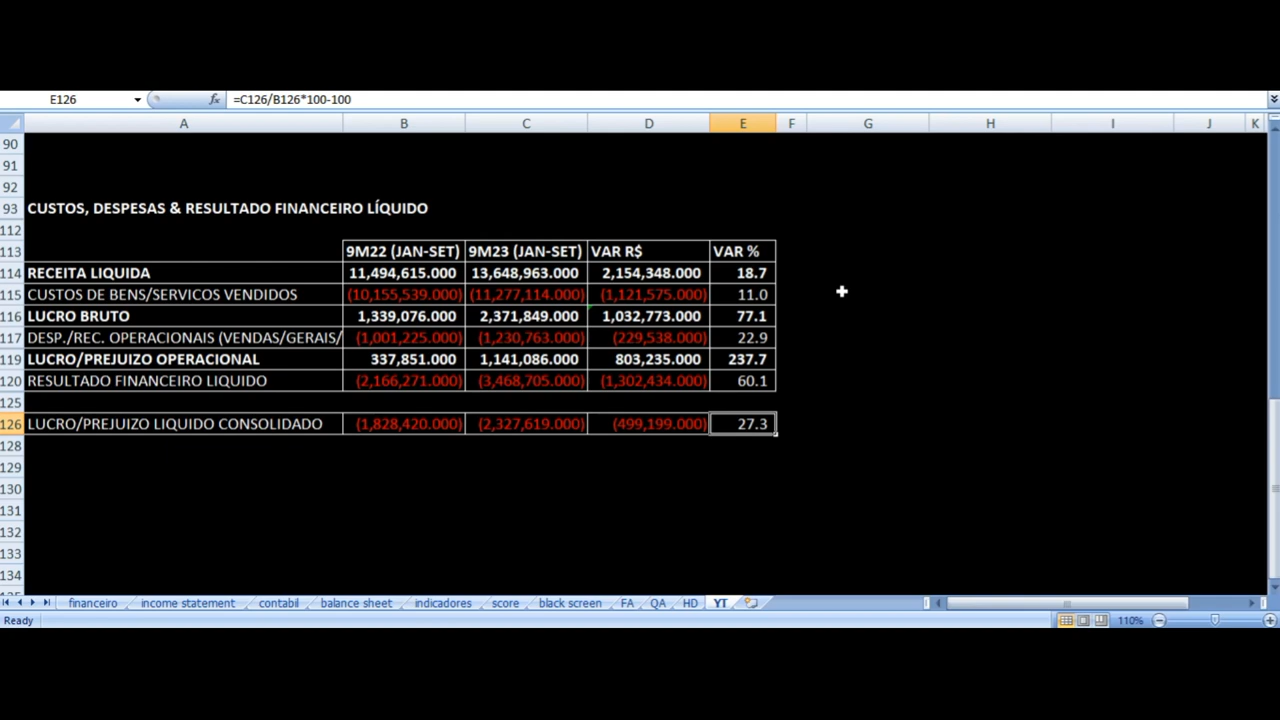 E126 fx =C126/B126*100-100
A B C D E F G H I J K
90
91
92
93 CUSTOS, DESPESAS & RESULTADO FINANCEIRO LÍQUIDO
112
113 9M22 (JAN-SET) 9M23 (JAN-SET) VAR R$ VAR %
114 RECEITA LIQUIDA 11,494,615.000 13,648,963.000 2,154,348.000 18.7
115 CUSTOS DE BENS/SERVICOS VENDIDOS (10,155,539.000) (11,277,114.000) (1,121,575.000) 11.0
116 LUCRO BRUTO 1,339,076.000 2,371,849.000 1,032,773.000 77.1
117 DESP./REC. OPERACIONAIS (VENDAS/GERAIS/ (1,001,225.000) (1,230,763.000) (229,538.000) 22.9
119 LUCRO/PREJUIZO OPERACIONAL 337,851.000 1,141,086.000 803,235.000 237.7
120 RESULTADO FINANCEIRO LIQUIDO (2,166,271.000) (3,468,705.000) (1,302,434.000) 60.1
125
126 LUCRO/PREJUIZO LIQUIDO CONSOLIDADO (1,828,420.000) (2,327,619.000) (499,199.000) 27.3
128
129
130
131
132
133
134
financeiro income statement contabil balance sheet indicadores score black screen FA QA HD YT
Ready 110%